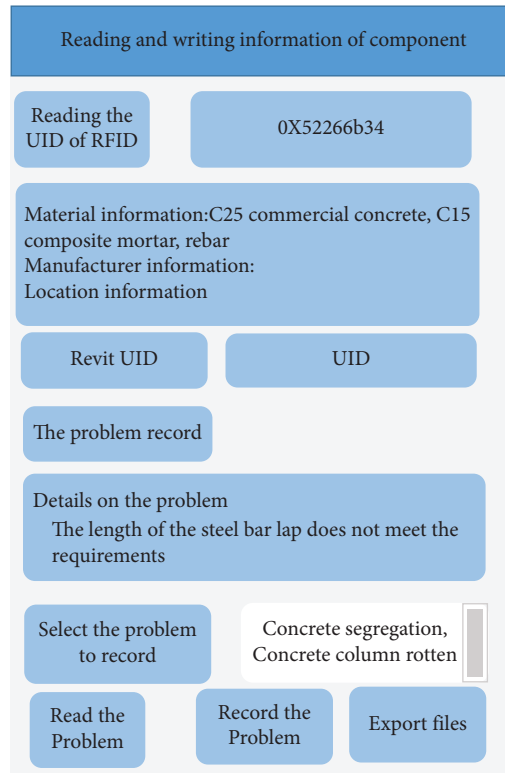 Reading and writing information of component
Reading the
UID of RFID
0X52266b34
Material information:C25 commercial concrete, C15
composite mortar, rebar
Manufacturer information:
Location information
Revit UID
UID
The problem record
Details on the problem
The length of the steel bar lap does not meet the
requirements
Select the problem
to record
Concrete segregation,
Concrete column rotten
Read the
Problem
Record the
Problem
Export files